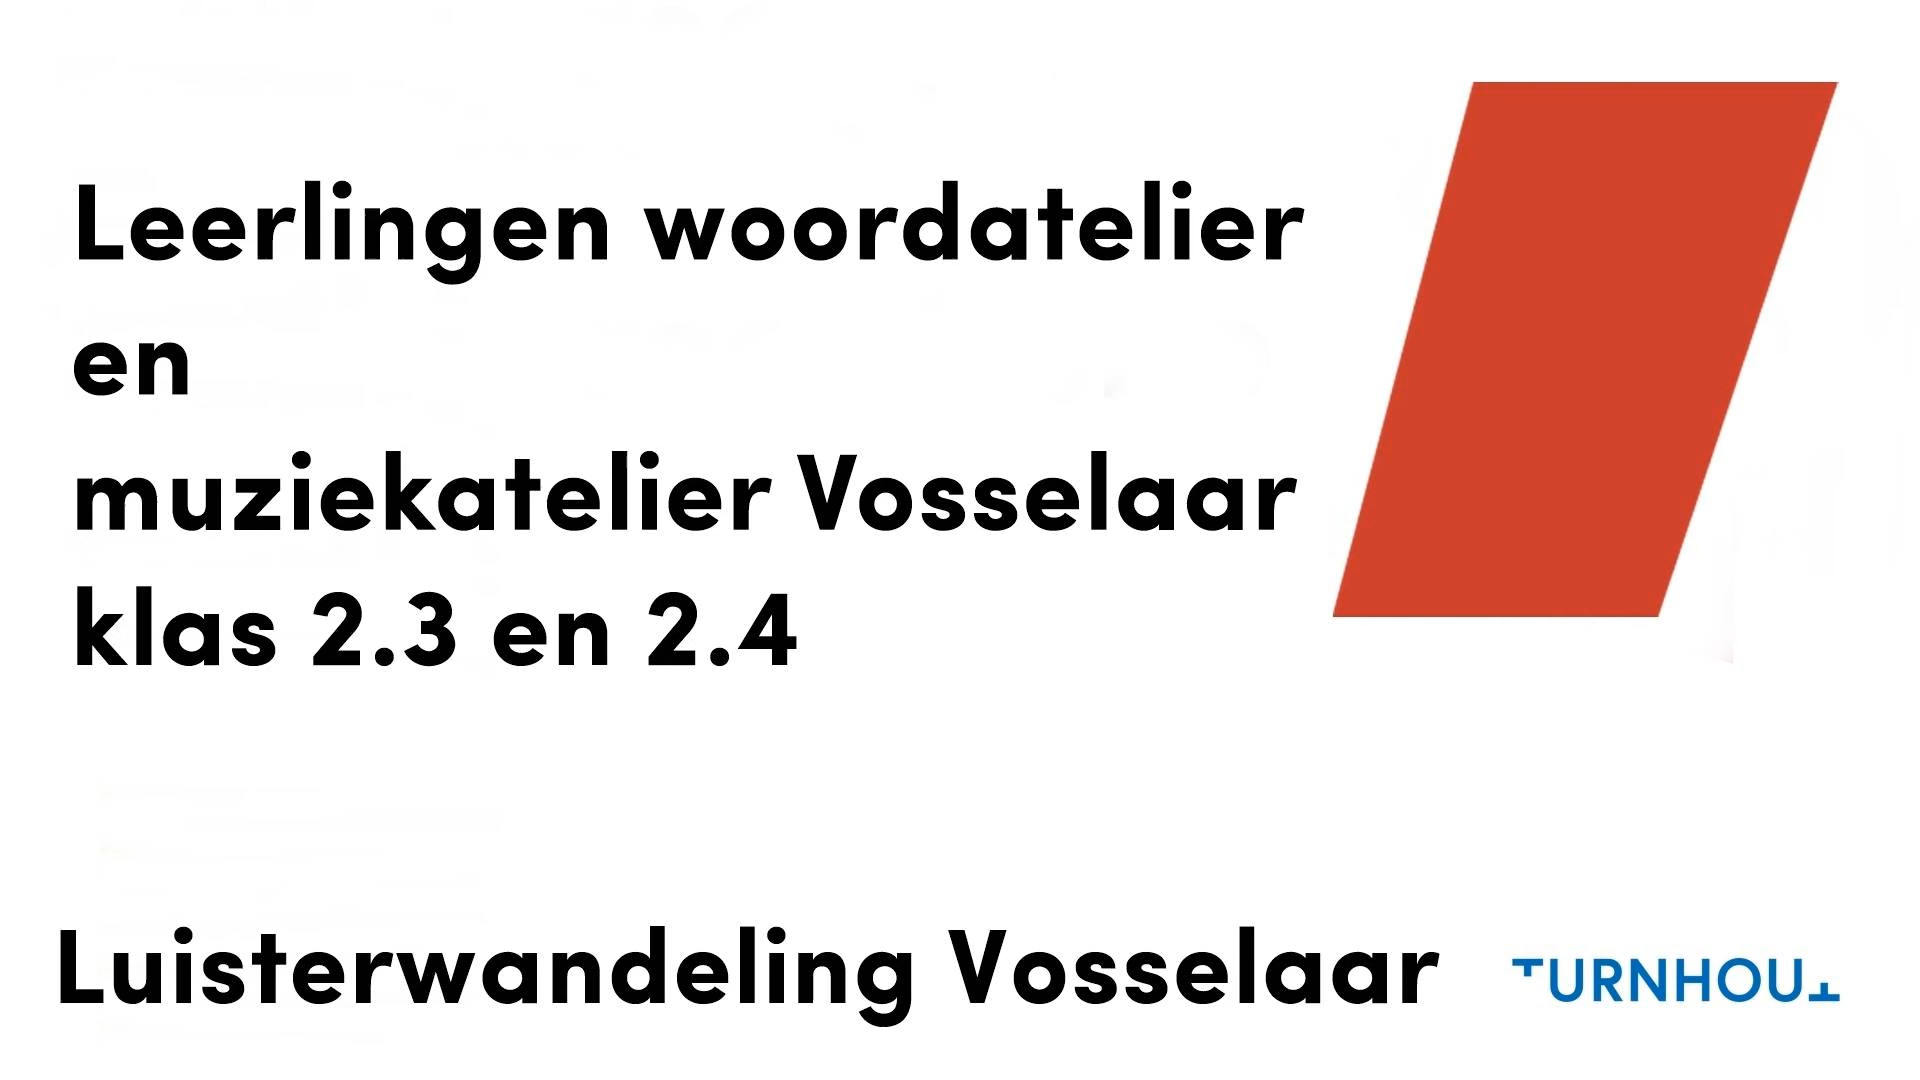 Leerlingen woordatelier
en
muziekatelier Vosselaar
klas 2.3 en 2.4
Luisterwandeling Vosselaar
TURNHOUT